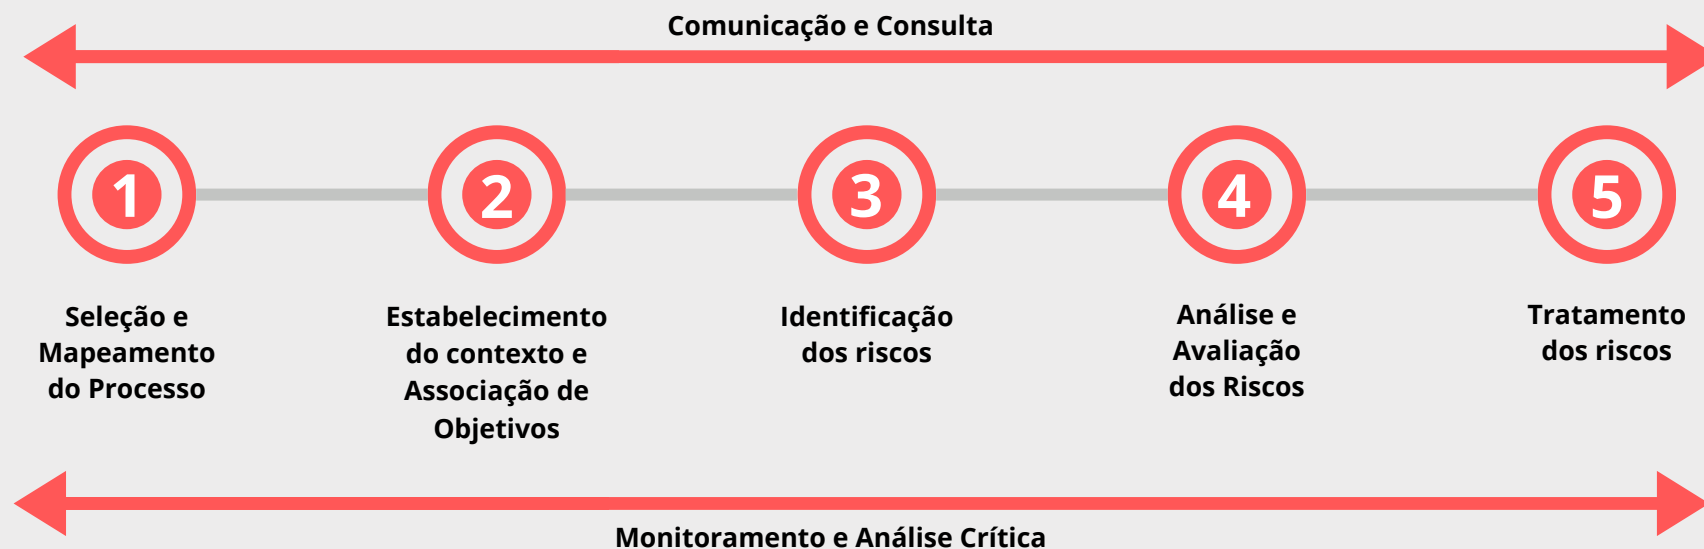 Comunicação e Consulta
1
2
3
4
5
Seleção e
Mapeamento
do Processo
Estabelecimento
do contexto e
Associação de
Objetivos
Identificação
dos riscos
Análise e
Avaliação
dos Riscos
Tratamento
dos riscos
Monitoramento e Análise Crítica